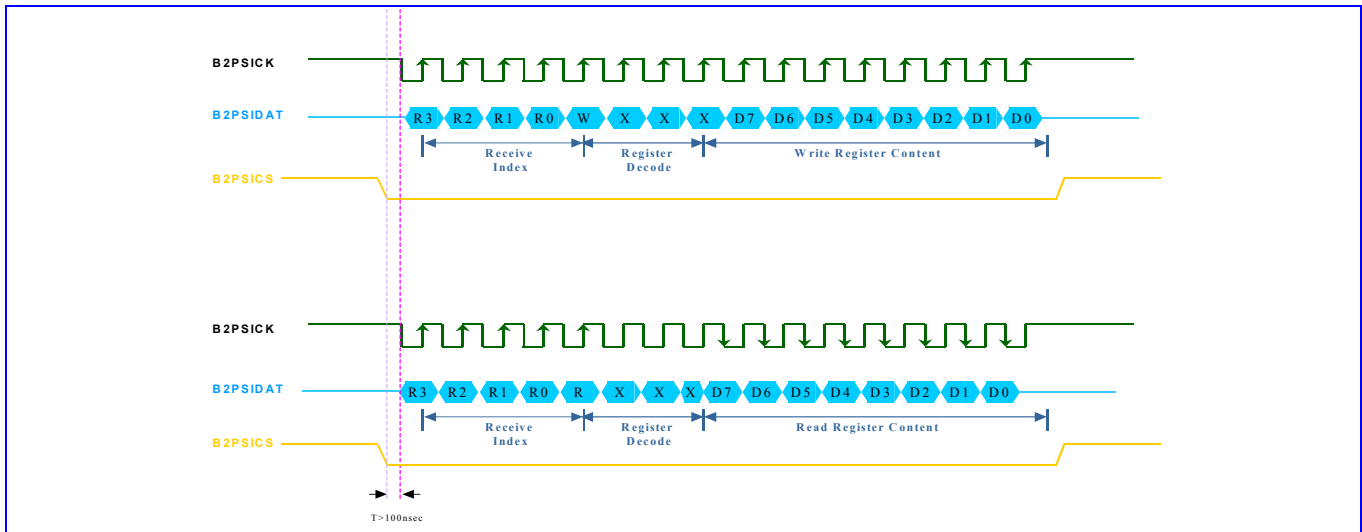 B2PSICK
B2PSIDAT R3 R2 R1 R0 W X X X D7 D6 D5 D4 D3 D2 D1 D0
Receive Index
Register Decode
Write Register Content
B2PSICS
B2PSICK
B2PSIDAT R3 R2 R1 R0 R X X X D7 D6 D5 D4 D3 D2 D1 D0
Receive Index
Register Decode
Read Register Content
B2PSICS
T>100nsec